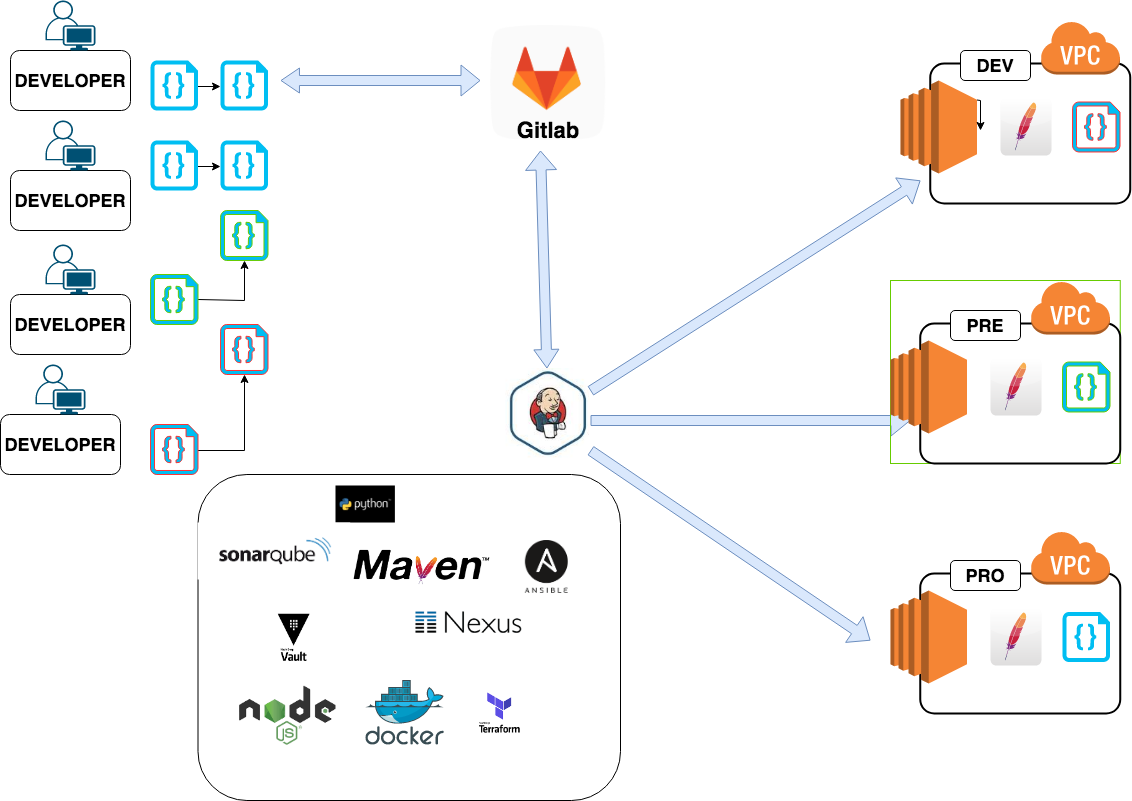 DEVELOPER
DEVELOPER
DEVELOPER
DEVELOPER
{}
{}
{}
{}
{}
{}
{}
{}
Gitlab
DEV
VPC
{}
PRE
VPC
{}
PRO
VPC
{}
python
sonarqube
Maven™
A
ANSIBLE
Vault
Nexus
node
JS
docker
Terraform